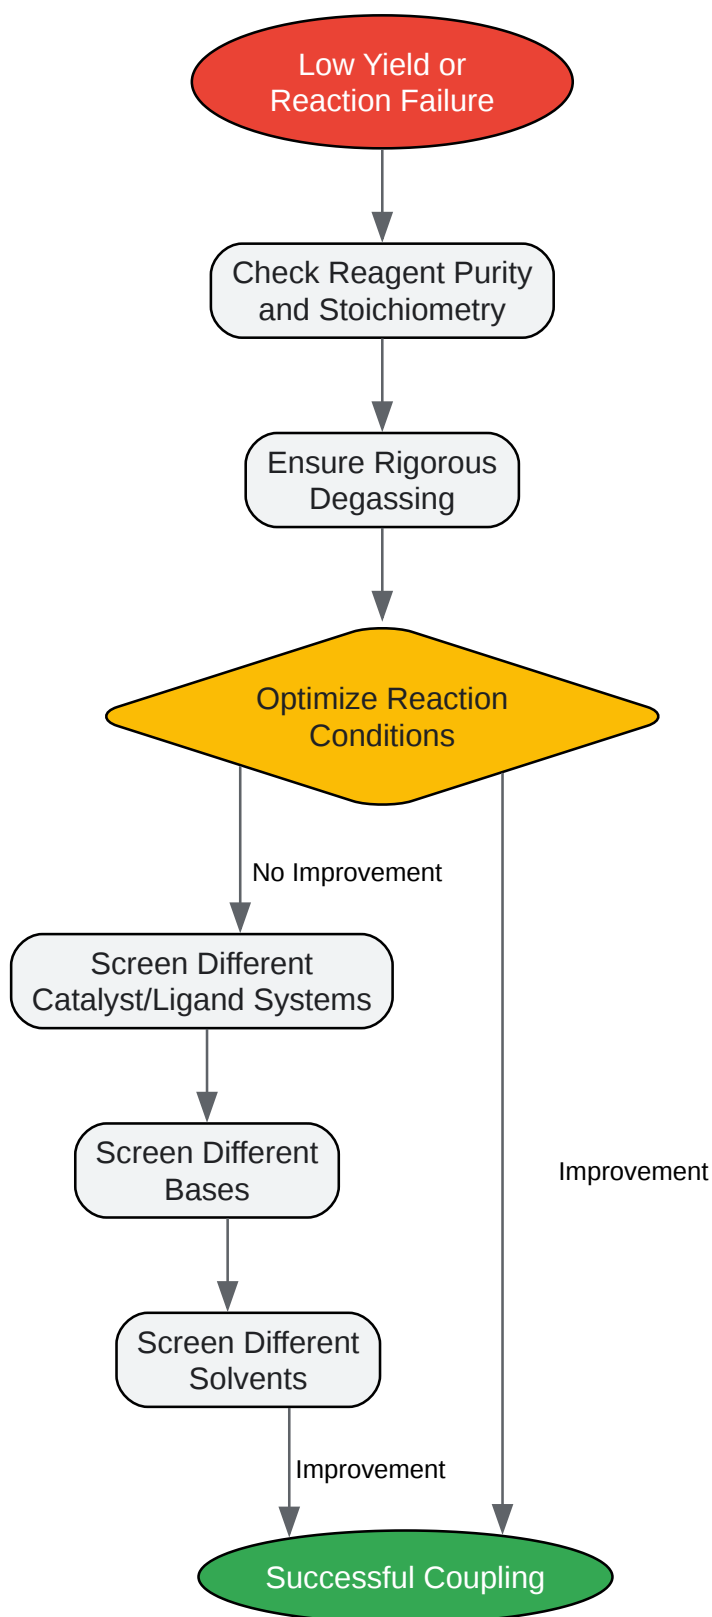 Low Yield or
Reaction Failure
Check Reagent Purity
and Stoichiometry
Ensure Rigorous
Degassing
Optimize Reaction
Conditions
No Improvement
Screen Different
Catalyst/Ligand Systems
Screen Different
Bases
Improvement
Screen Different
Solvents
Improvement
Successful Coupling